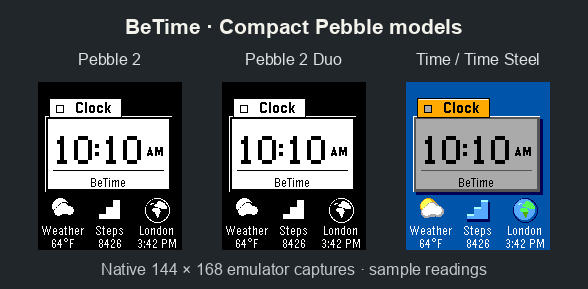 BeTime · Compact Pebble models
Pebble 2
Clock
10:10 AM
BeTime
Weather Steps London
64°F 8426 3:42 PM
Pebble 2 Duo
Clock
10:10 AM
BeTime
Weather Steps London
64°F 8426 3:42 PM
Time / Time Steel
Clock
10:10 AM
BeTime
Weather Steps London
64°F 8426 3:42 PM
Native 144 × 168 emulator captures · sample readings